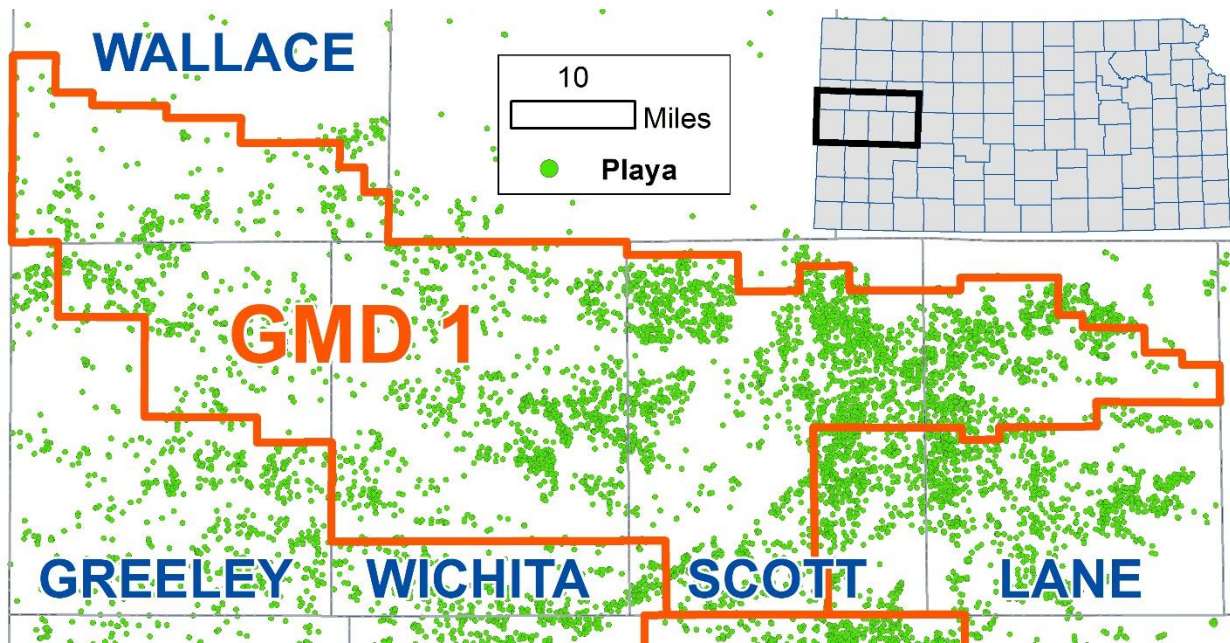 WALLACE
10
Miles
Playa
GMD 1
GREELEY
WICHITA
SCOTT
LANE